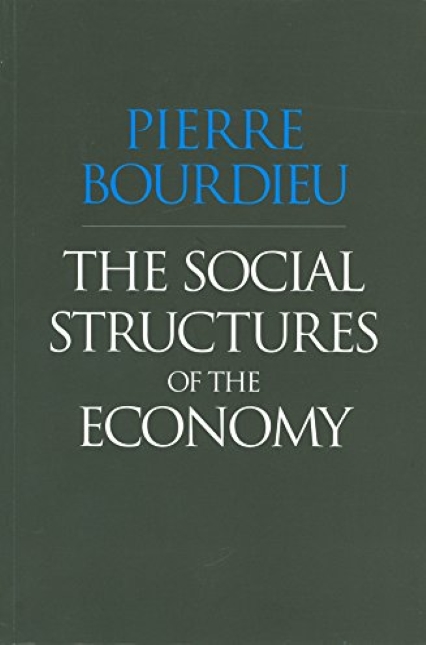 PIERRE
BOURDIEU
THE SOCIAL
STRUCTURES
OF THE
ECONOMY